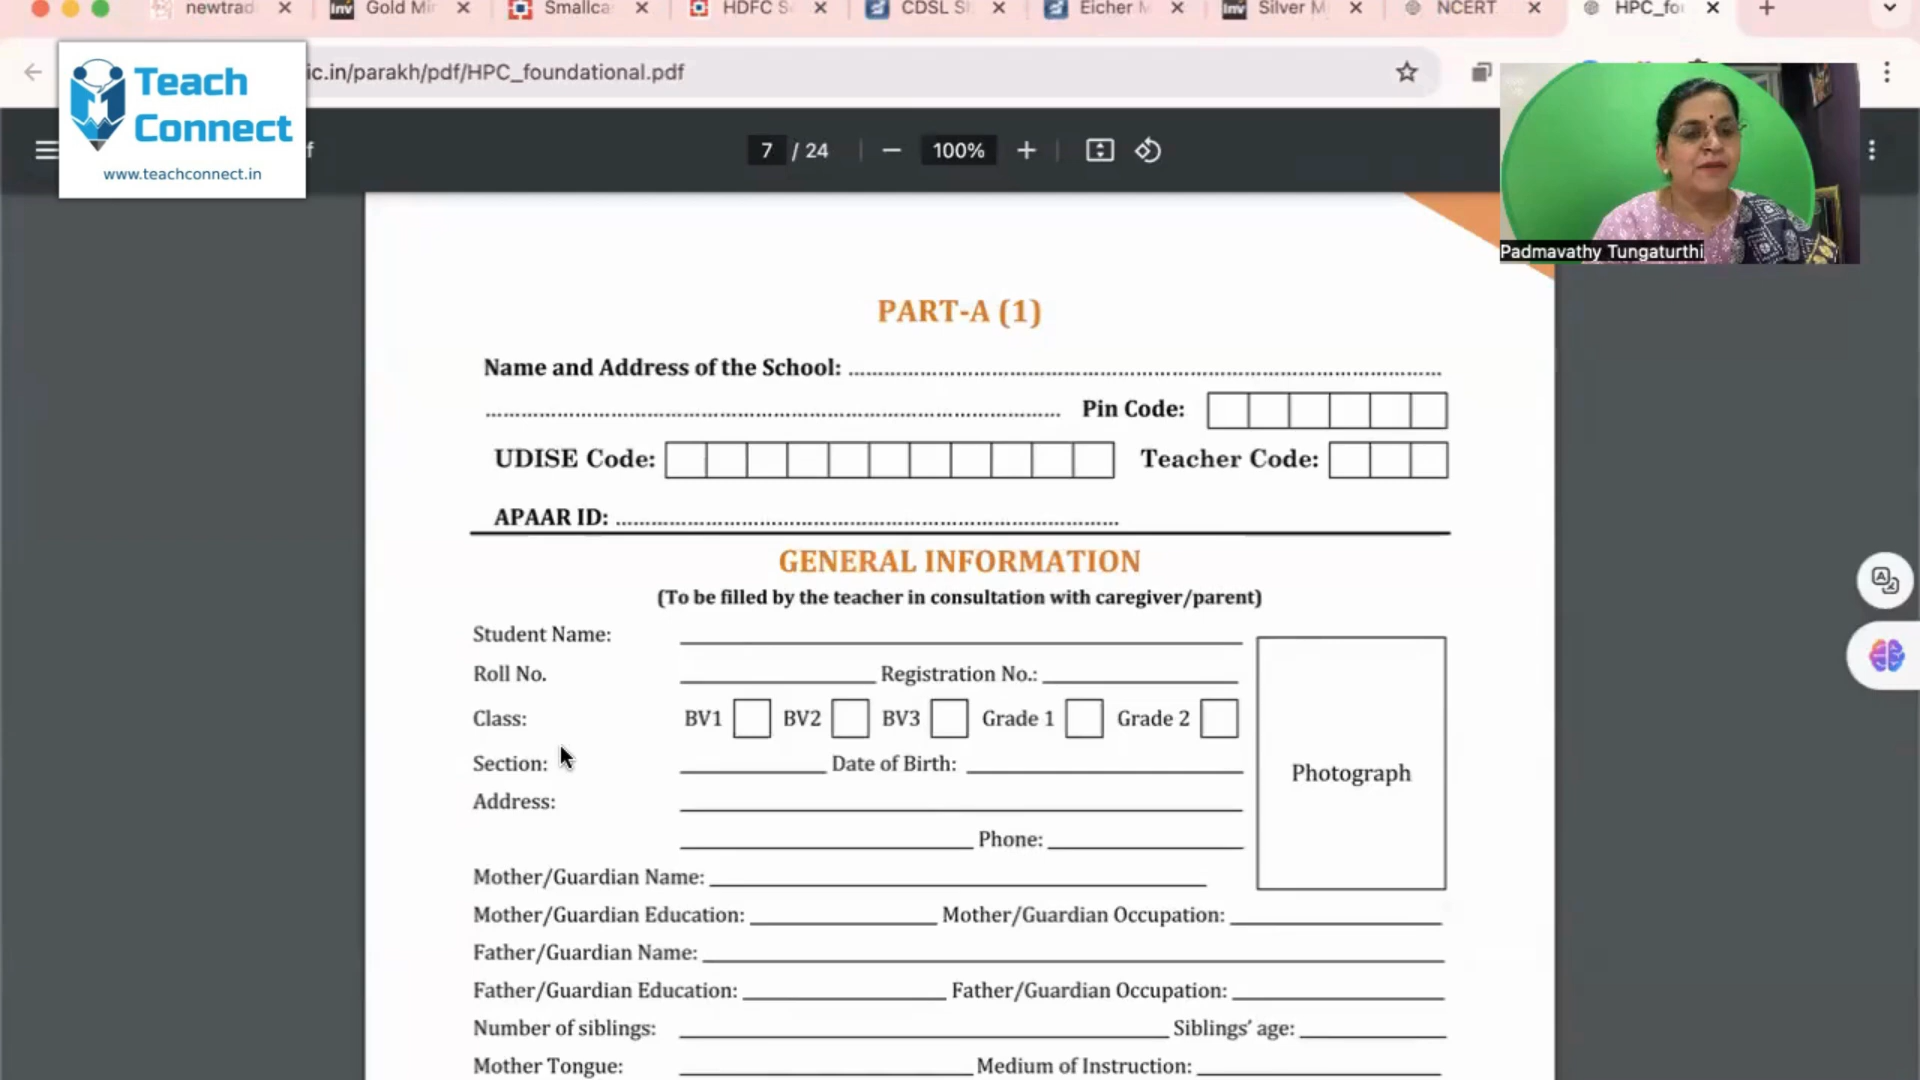 newtrad
Inv Gold Mi
Smallca
HDFC S
CDSL S
Eicher M
Inv Silver M
NCERT
HPC_fo
Teach
Connect
www.teachconnect.in
ic.in/parakh/pdf/HPC_foundational.pdf
f
7 / 24
100%
Padmavathy Tungaturthi
PART-A (1)
Name and Address of the School: ........................................................................
........................................................................ Pin Code:
UDISE Code: Teacher Code:
APAAR ID: ........................................................................
GENERAL INFORMATION
(To be filled by the teacher in consultation with caregiver/parent)
Student Name:
Roll No. Registration No.:
Class: BV1 BV2 BV3 Grade 1 Grade 2
Section: Date of Birth:
Photograph
Address:
Phone:
Mother/Guardian Name:
Mother/Guardian Education: Mother/Guardian Occupation:
Father/Guardian Name:
Father/Guardian Education: Father/Guardian Occupation:
Number of siblings: Siblings’ age:
Mother Tongue: Medium of Instruction: